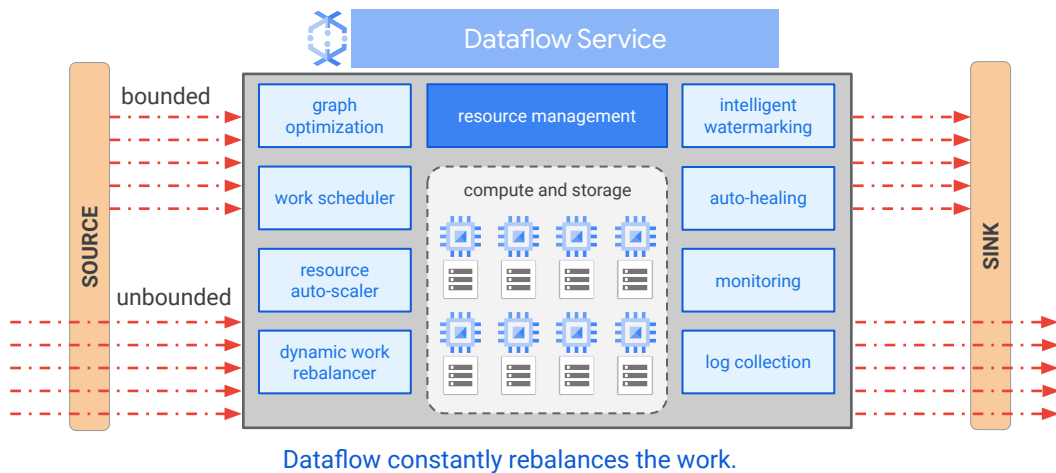 Dataflow Service
SOURCE
bounded
unbounded
graph
optimization
work scheduler
resource
auto-scaler
dynamic work
rebalancer
resource management
compute and storage
intelligent
watermarking
auto-healing
monitoring
log collection
SINK
Dataflow constantly rebalances the work.